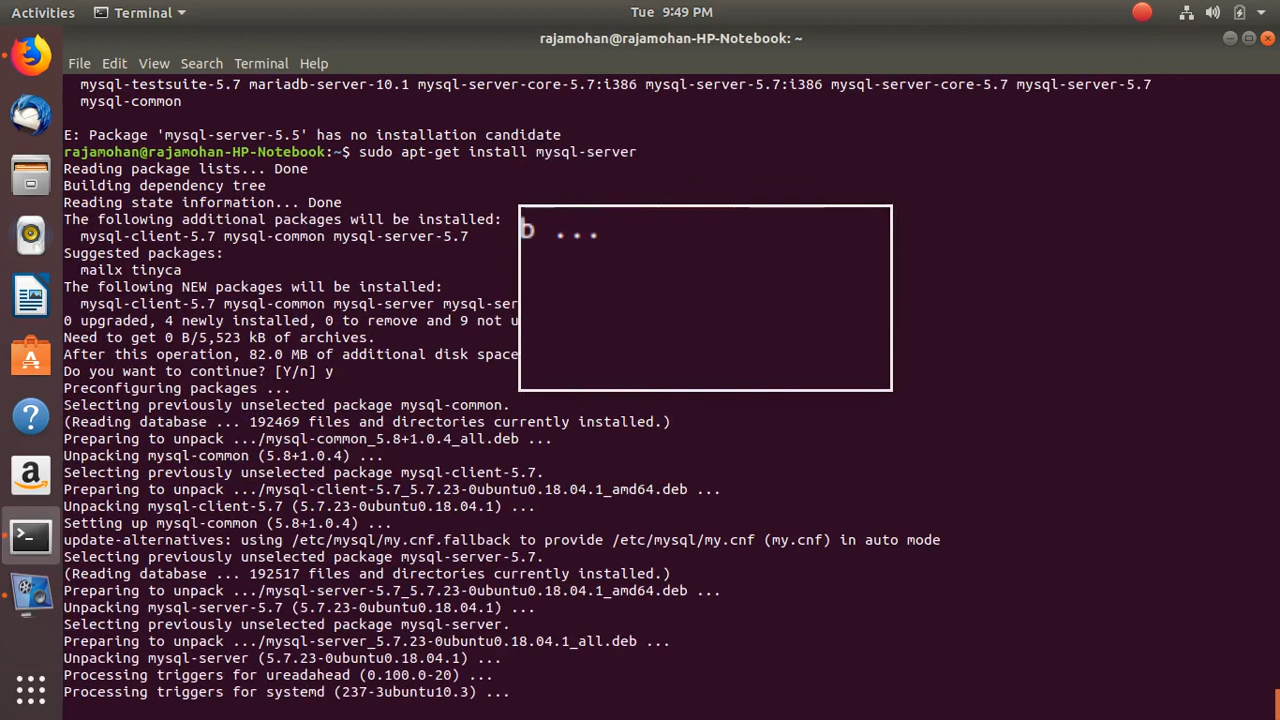 Activities
Terminal
Tue 9:49 PM
rajamohan@rajamohan-HP-Notebook: ~
File Edit View Search Terminal Help
mysql-testsuite-5.7 mariadb-server-10.1 mysql-server-core-5.7:i386 mysql-server-5.7:i386 mysql-server-core-5.7 mysql-server-5.7
mysql-common
E: Package 'mysql-server-5.5' has no installation candidate
rajamohan@rajamohan-HP-Notebook:~$ sudo apt-get install mysql-server
Reading package lists... Done
Building dependency tree
Reading state information... Done
The following additional packages will be installed:
mysql-client-5.7 mysql-common mysql-server-5.7
b ...
Suggested packages:
mailx tinyca
The following NEW packages will be installed:
mysql-client-5.7 mysql-common mysql-server mysql-ser
0 upgraded, 4 newly installed, 0 to remove and 9 not u
Need to get 0 B/5,523 kB of archives.
After this operation, 82.0 MB of additional disk space
Do you want to continue? [Y/n] y
Preconfiguring packages ...
Selecting previously unselected package mysql-common.
(Reading database ... 192469 files and directories currently installed.)
Preparing to unpack .../mysql-common_5.8+1.0.4_all.deb ...
Unpacking mysql-common (5.8+1.0.4) ...
Selecting previously unselected package mysql-client-5.7.
Preparing to unpack .../mysql-client-5.7_5.7.23-0ubuntu0.18.04.1_amd64.deb ...
Unpacking mysql-client-5.7 (5.7.23-0ubuntu0.18.04.1) ...
Setting up mysql-common (5.8+1.0.4) ...
update-alternatives: using /etc/mysql/my.cnf.fallback to provide /etc/mysql/my.cnf (my.cnf) in auto mode
Selecting previously unselected package mysql-server-5.7.
(Reading database ... 192517 files and directories currently installed.)
Preparing to unpack .../mysql-server-5.7_5.7.23-0ubuntu0.18.04.1_amd64.deb ...
Unpacking mysql-server-5.7 (5.7.23-0ubuntu0.18.04.1) ...
Selecting previously unselected package mysql-server.
Preparing to unpack .../mysql-server_5.7.23-0ubuntu0.18.04.1_all.deb ...
Unpacking mysql-server (5.7.23-0ubuntu0.18.04.1) ...
Processing triggers for ureadahead (0.100.0-20) ...
Processing triggers for systemd (237-3ubuntu10.3) ...